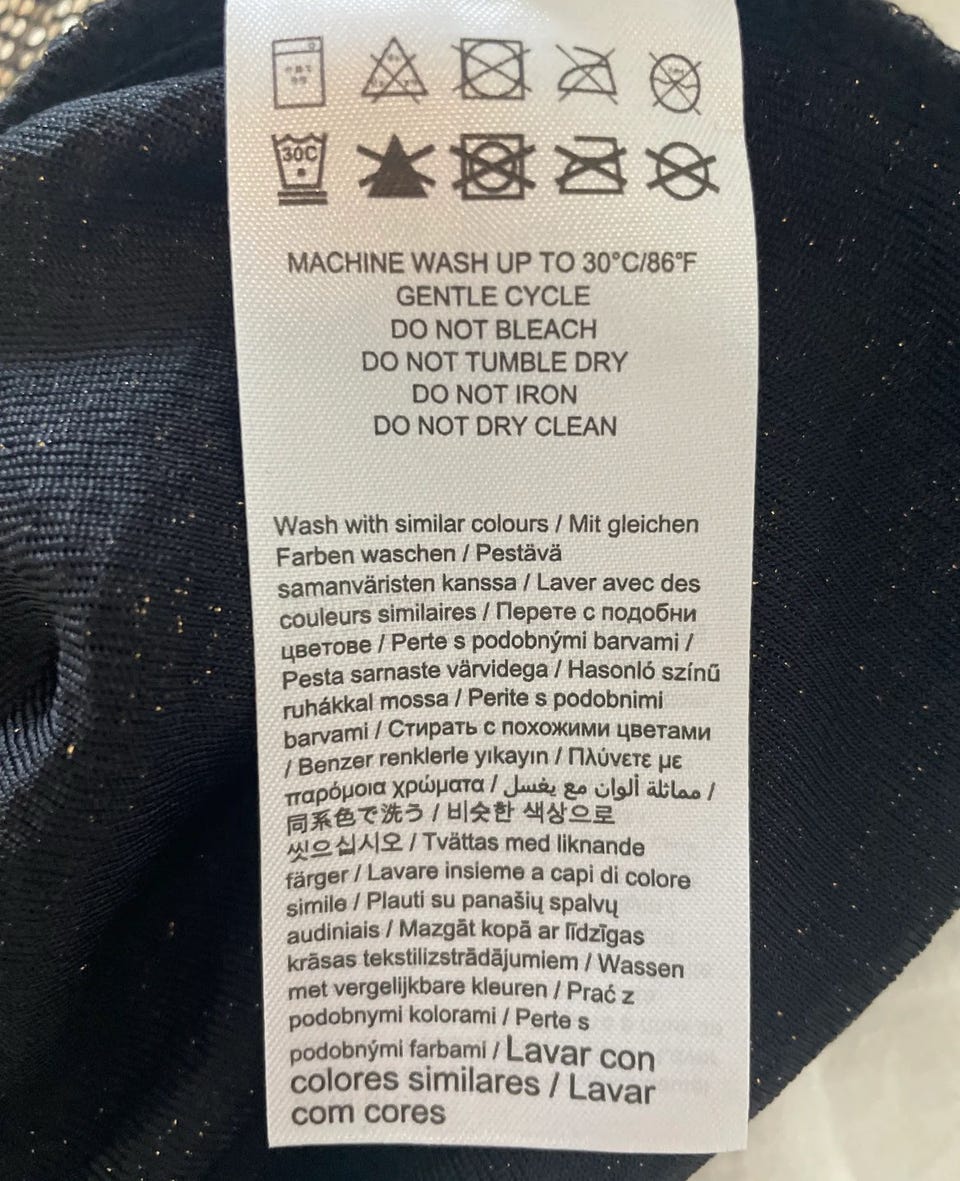 30C
MACHINE WASH UP TO 30°C/86°F
GENTLE CYCLE
DO NOT BLEACH
DO NOT TUMBLE DRY
DO NOT IRON
DO NOT DRY CLEAN
Wash with similar colours / Mit gleichen
Farben waschen / Pestävä
samanväristen kanssa / Laver avec des
couleurs similaires / Перете с подобни
цветове / Perte s podobnými barvami /
Pesta sarnaste värvidega / Hasonló színű
ruhákkal mossa / Perite s podobnimi
barvami / Стирать с похожими цветами
/ Benzer renklerle yıkayın / Πλύνετε με
παρόμοια χρώματα / مماثلة ألوان مع يغسل /
同系色で洗う / 비슷한 색상으로
씻으십시오 / Tvättas med liknande
färger / Lavare insieme a capi di colore
simile / Plauti su panašių spalvų
audiniais / Mazgāt kopā ar līdzīgas
krāsas tekstilizstrādājumiem / Wassen
met vergelijkbare kleuren / Prać z
podobnymi kolorami / Perte s
podobnými farbami / Lavar con
colores similares / Lavar
com cores